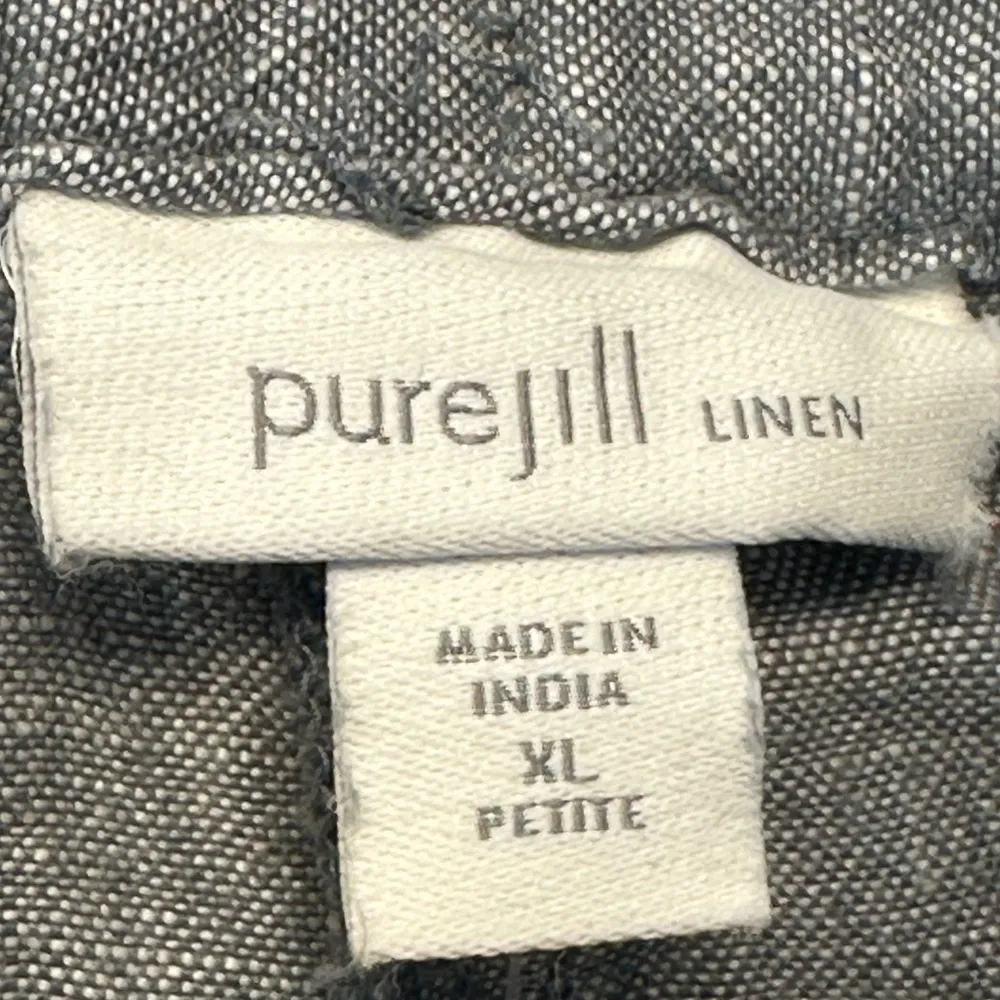 purejill LINEN
MADE IN
INDIA
XL
PETITE